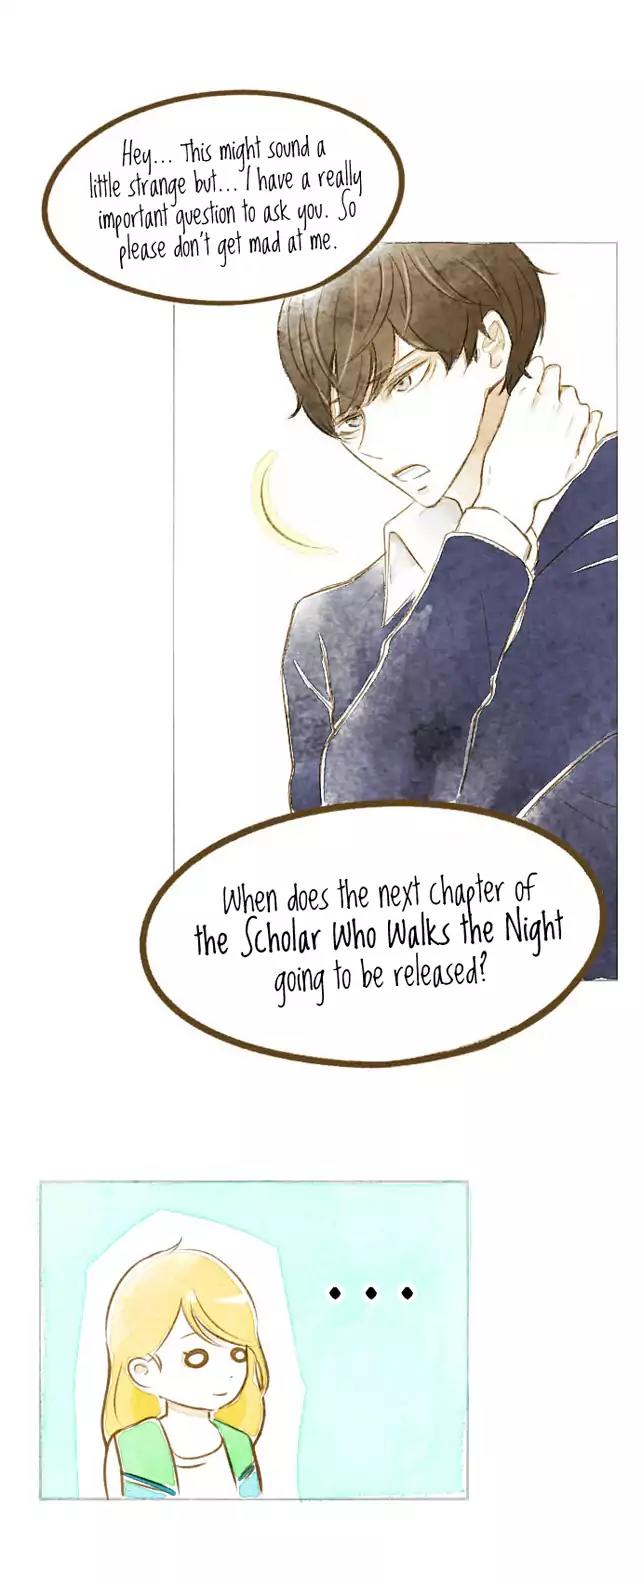 Hey... This might sound a
little strange but... I have a really
important question to ask you. So
please don't get mad at me.
When does the next chapter of
the Scholar Who Walks the Night
going to be released?
...